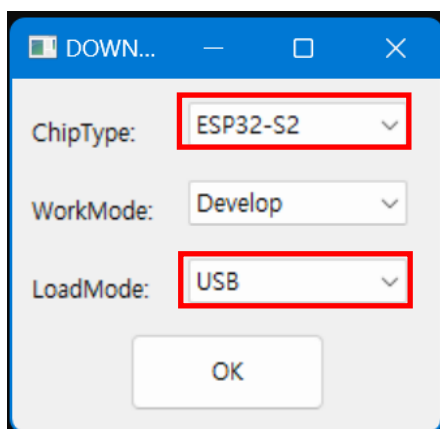 DOWN...
ChipType: ESP32-S2
WorkMode: Develop
LoadMode: USB
OK